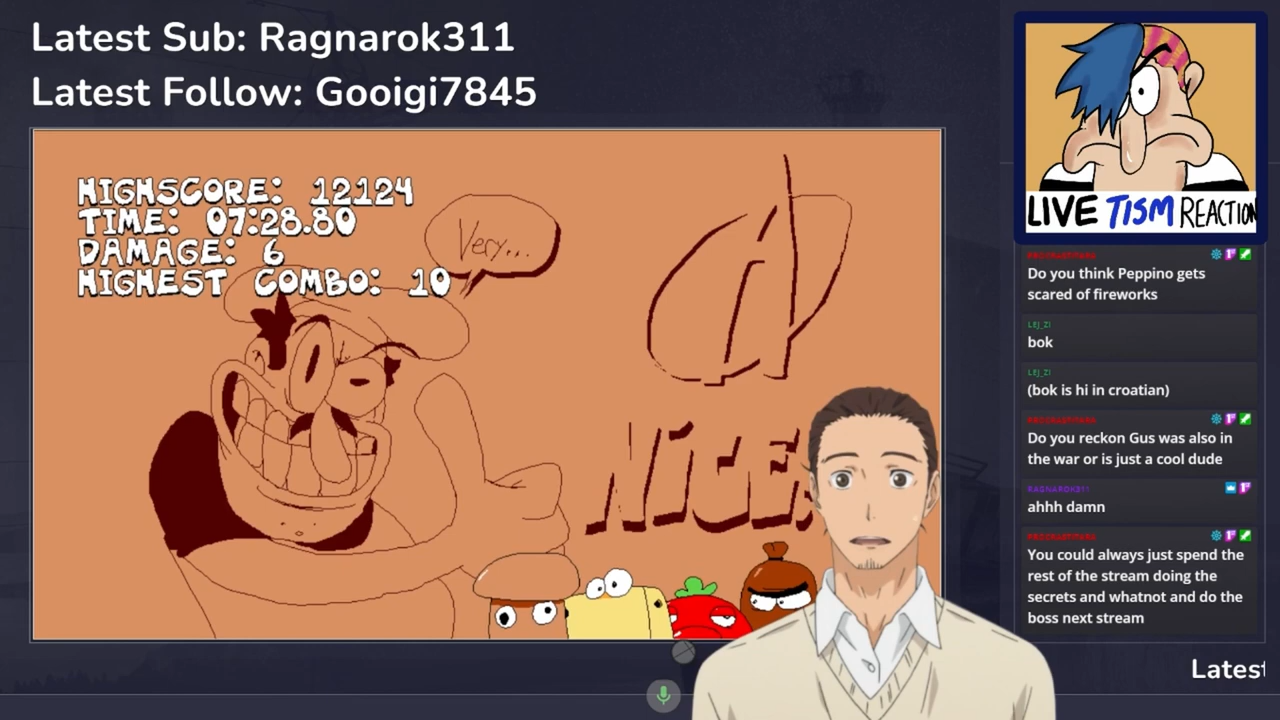 Latest Sub: Ragnarok311
Latest Follow: Gooigi7845
HIGHSCORE: 12124
TIME: 07:28.80
DAMAGE: 6
HIGHEST COMBO: 10
Very...
NICE
LIVE TISM REACTION
Do you think Peppino gets
scared of fireworks
LEJ_ZI
bok
LEJ_ZI
(bok is hi in croatian)
Do you reckon Gus was also in
the war or is just a cool dude
RAGNAROK311
ahhh damn
You could always just spend the
rest of the stream doing the
secrets and whatnot and do the
boss next stream
Latest